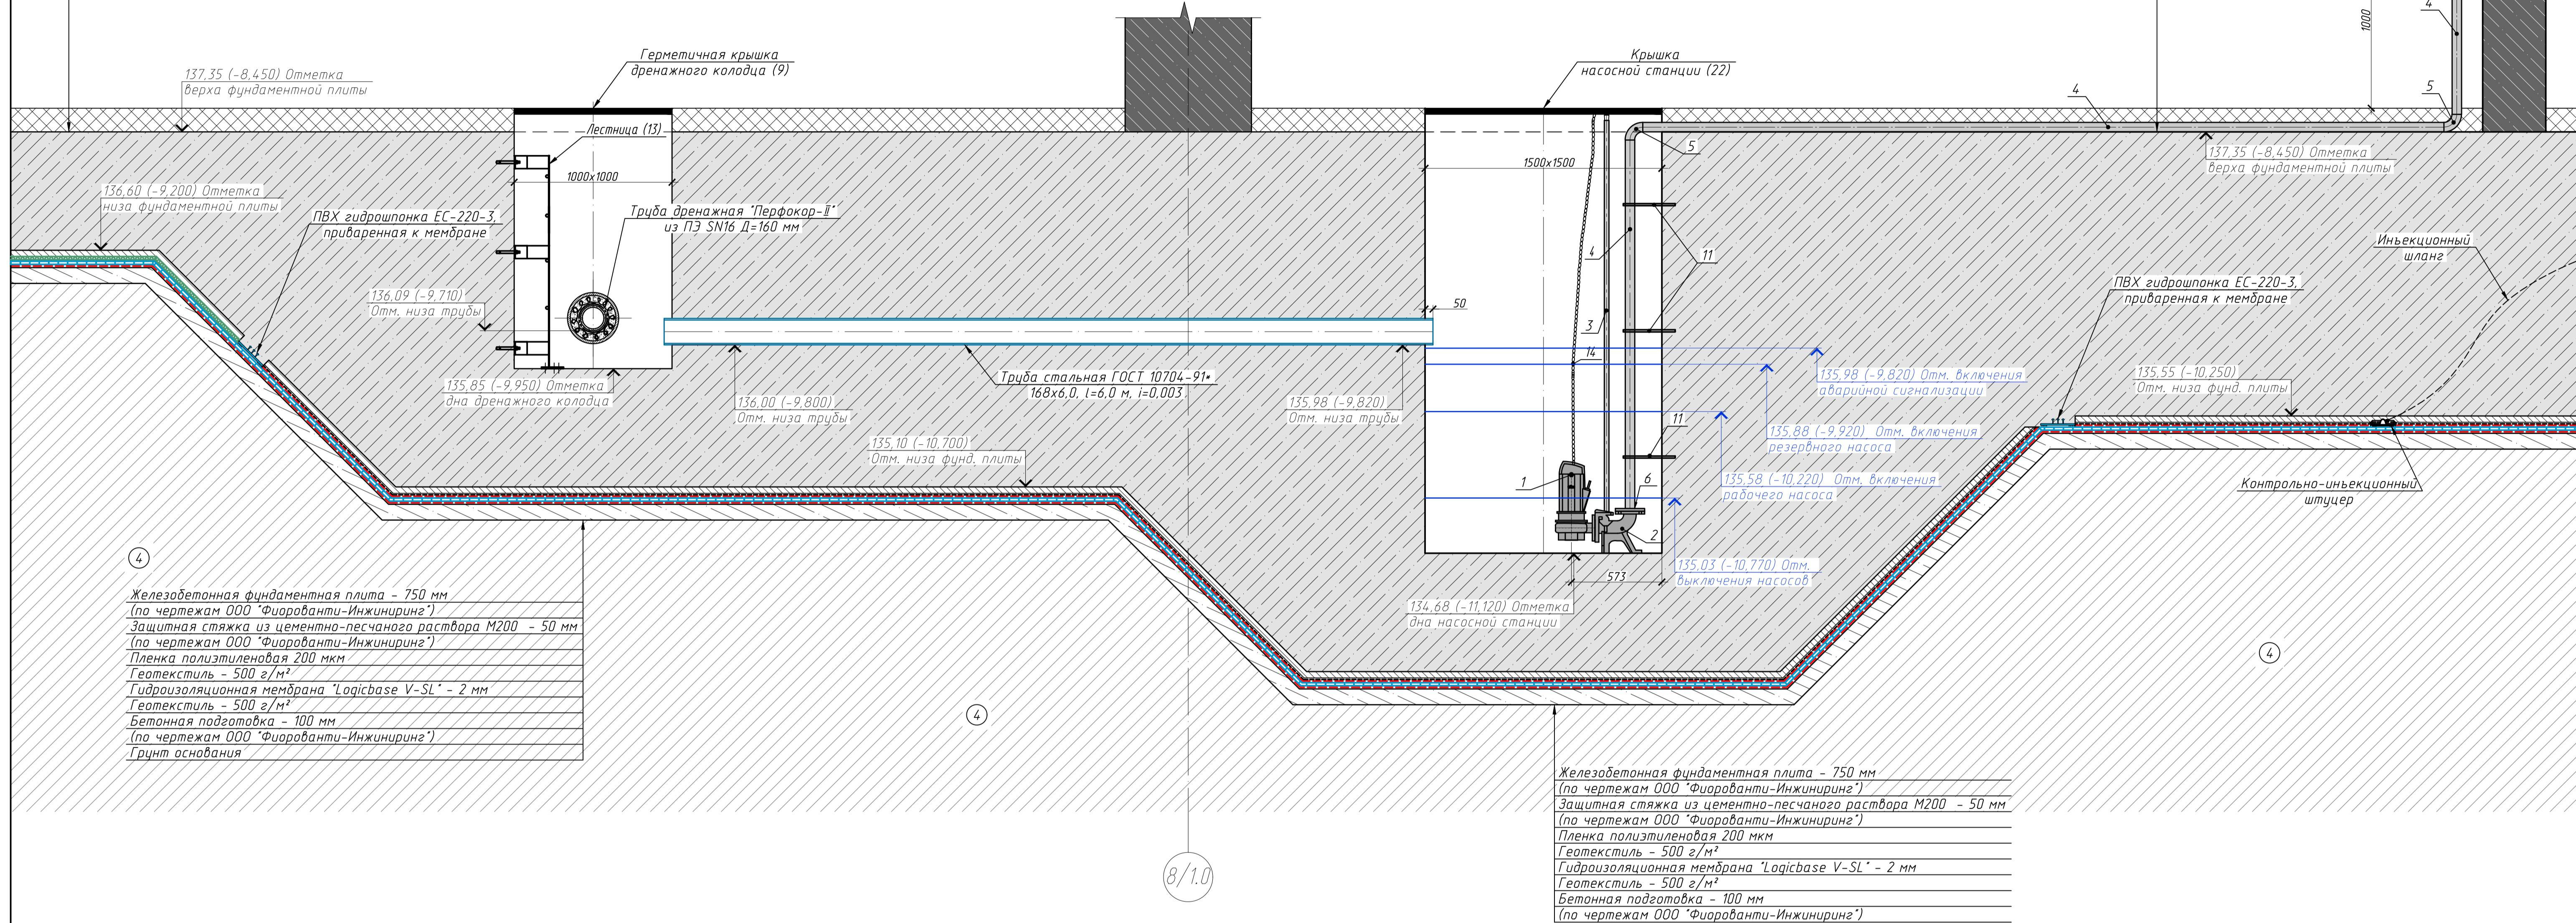 Герметичная крышка
дренажного колодца (9)
Крышка
насосной станции (22)
1000
4
5
4
137,35 (-8,450) Отметка
верха фундаментной плиты
Лестница (13)
1000х1000
1500х1500
5
137,35 (-8,450) Отметка
верха фундаментной плиты
136,60 (-9,200) Отметка
низа фундаментной плиты
ПВХ гидрошпонка ЕС-220-3,
приваренная к мембране
Труба дренажная "Перфокор-II"
из ПЭ SN16 Д=160 мм
4
11
Инъекционный
шланг
ПВХ гидрошпонка ЕС-220-3,
приваренная к мембране
136,09 (-9,710)
Отм. низа трубы
50
3
14
135,85 (-9,950) Отметка
дна дренажного колодца
136,00 (-9,800)
Отм. низа трубы
Труба стальная ГОСТ 10704-91*
168х6,0, l=6,0 м, i=0,003
135,98 (-9,820)
Отм. низа трубы
135,98 (-9,820) Отм. включения
аварийной сигнализации
135,55 (-10,250)
Отм. низа фунд. плиты
135,88 (-9,920) Отм. включения
резервного насоса
135,10 (-10,700)
Отм. низа фунд. плиты
11
1
6
2
135,58 (-10,220) Отм. включения
рабочего насоса
Контрольно-инъекционный
штуцер
135,03 (-10,770) Отм.
выключения насосов
573
134,68 (-11,120) Отметка
дна насосной станции
4
Железобетонная фундаментная плита - 750 мм
(по чертежам ООО "Фиорованти-Инжиниринг")
Защитная стяжка из цементно-песчаного раствора М200 - 50 мм
(по чертежам ООО "Фиорованти-Инжиниринг")
Пленка полиэтиленовая 200 мкм
Геотекстиль - 500 г/м²
Гидроизоляционная мембрана "Logicbase V-SL" - 2 мм
Геотекстиль - 500 г/м²
Бетонная подготовка - 100 мм
(по чертежам ООО "Фиорованти-Инжиниринг")
Грунт основания
4
4
8/1.0
Железобетонная фундаментная плита - 750 мм
(по чертежам ООО "Фиорованти-Инжиниринг")
Защитная стяжка из цементно-песчаного раствора М200 - 50 мм
(по чертежам ООО "Фиорованти-Инжиниринг")
Пленка полиэтиленовая 200 мкм
Геотекстиль - 500 г/м²
Гидроизоляционная мембрана "Logicbase V-SL" - 2 мм
Геотекстиль - 500 г/м²
Бетонная подготовка - 100 мм
(по чертежам ООО "Фиорованти-Инжиниринг")